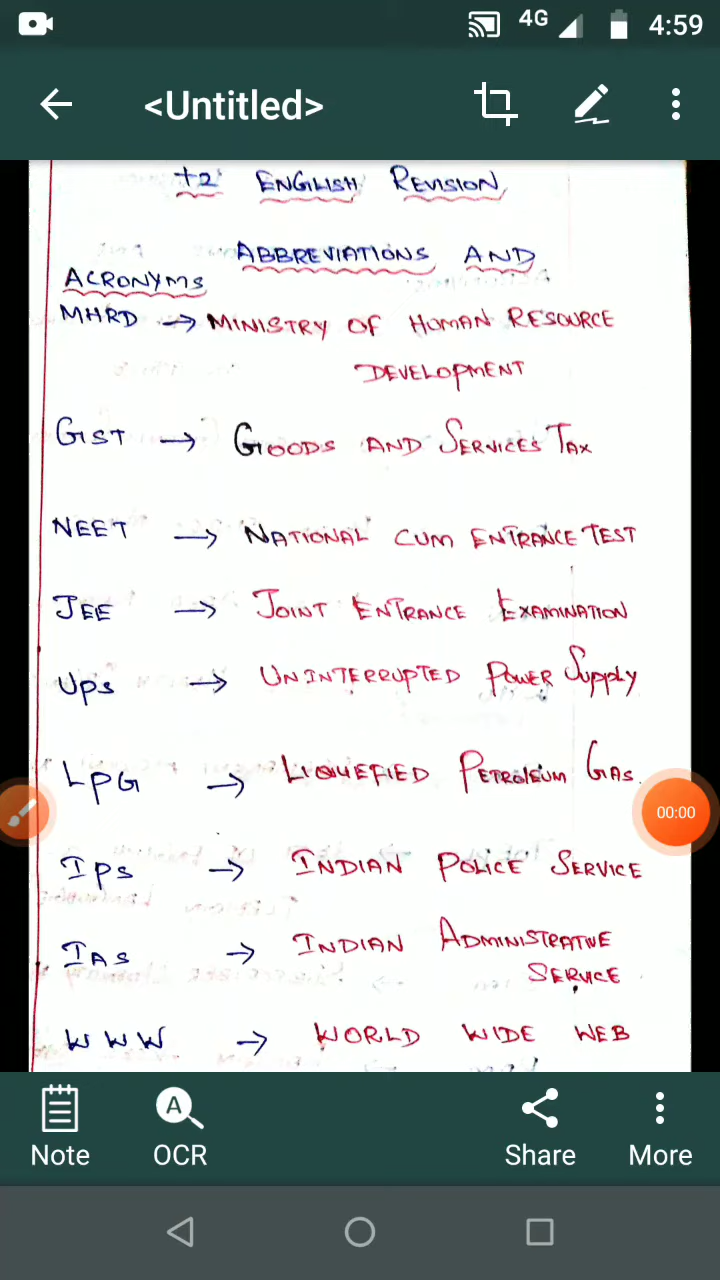 4G 4:59
<Untitled>
+2 ENGLISH REVISION
ABBREVIATIONS AND
ACRONYMS
MHRD → MINISTRY OF HUMAN RESOURCE
DEVELOPMENT
GST → GOODS AND SERVICES TAX
NEET → NATIONAL CUM ENTRANCE TEST
JEE → JOINT ENTRANCE EXAMINATION
UPS → UNINTERRUPTED POWER SUPPLY
LPG → LIQUEFIED PETROLEUM GAS.
IPS → INDIAN POLICE SERVICE
IAS → INDIAN ADMINISTRATIVE
SERVICE
WWW → WORLD WIDE WEB
00:00
A
Note OCR Share More